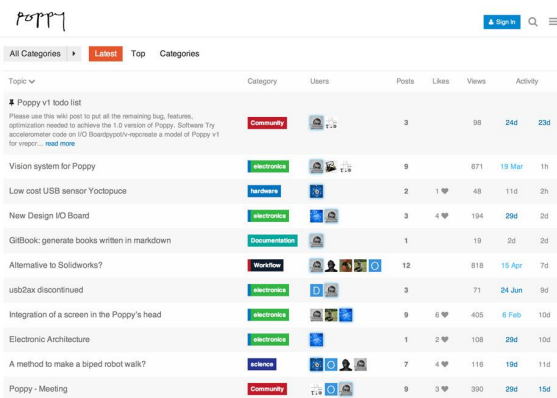 poppy
Sign In
All Categories Latest Top Categories
Topic Category Users Posts Likes Views Activity
Poppy v1 todo list
Please use this wiki post to put all the remaining bug, features,
optimization needed to achieve the 1.0 version of Poppy. Software Try
accelerometer code on I/O Boardpypot/v-repcreate a model of Poppy v1
for vrepcr... read more
Community 3 98 24d 23d
Vision system for Poppy electronics 9 871 19 Mar 1h
Low cost USB sensor Yoctopuce hardware 2 1 48 11d 2h
New Design I/O Board electronics 3 4 194 29d 2d
GitBook: generate books written in markdown Documentation 1 19 2d 2d
Alternative to Solidworks? Workflow O 12 818 15 Apr 7d
usb2ax discontinued electronics D 3 71 24 Jun 9d
Integration of a screen in the Poppy's head electronics 9 6 405 6 Feb 10d
Electronic Architecture electronics 1 2 108 29d 10d
A method to make a biped robot walk? science O 7 4 116 19d 11d
Poppy - Meeting Community O 9 3 390 29d 15d